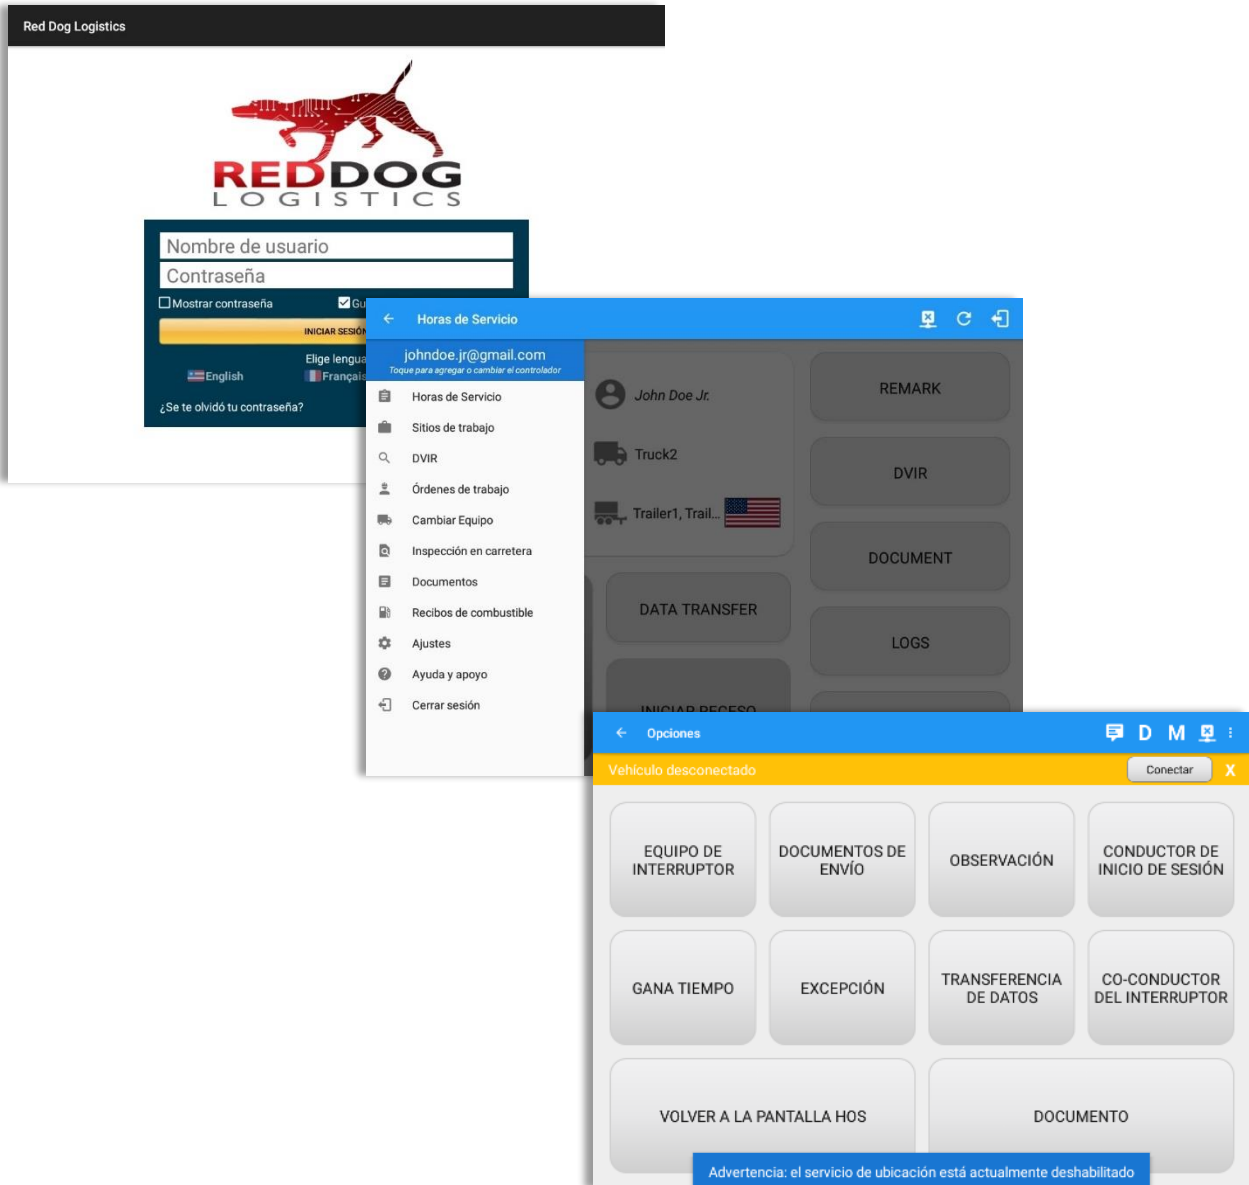 Red Dog Logistics
REDDOG
LOGISTICS
Nombre de usuario
Contraseña
Mostrar contraseña
INICIAR SESIÓN
Elige
English
Français
¿Se te olvidó tu contraseña?
Horas de Servicio
johndoe.jr@gmail.com
Toque para agregar o cambiar el controlador
Horas de Servicio
Sitios de trabajo
DVIR
Órdenes de trabajo
Cambiar Equipo
Inspección en carretera
Documentos
Recibos de combustible
Ajustes
Ayuda y apoyo
Cerrar sesión
John Doe Jr.
Truck2
Trailer1, Trail...
DATA TRANSFER
INICIAR RECESO
REMARK
DVIR
DOCUMENT
LOGS
Opciones
D M
Vehículo desconectado
Conectar X
EQUIPO DE
INTERRUPTOR
DOCUMENTOS DE
ENVÍO
OBSERVACIÓN
CONDUCTOR DE
INICIO DE SESIÓN
GANA TIEMPO
EXCEPCIÓN
TRANSFERENCIA
DE DATOS
CO-CONDUCTOR
DEL INTERRUPTOR
VOLVER A LA PANTALLA HOS
DOCUMENTO
Advertencia: el servicio de ubicación está actualmente deshabilitado